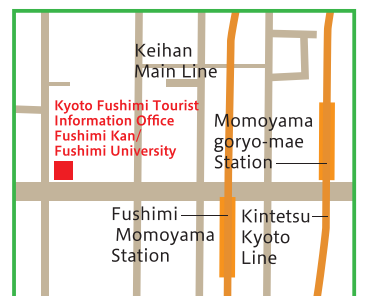 Keihan
Main Line
Kyoto Fushimi Tourist
Information Office
Fushimi Kan/
Fushimi University
Momoyama
goryo-mae
Station
Fushimi
Momoyama
Station
Kintetsu
Kyoto
Line